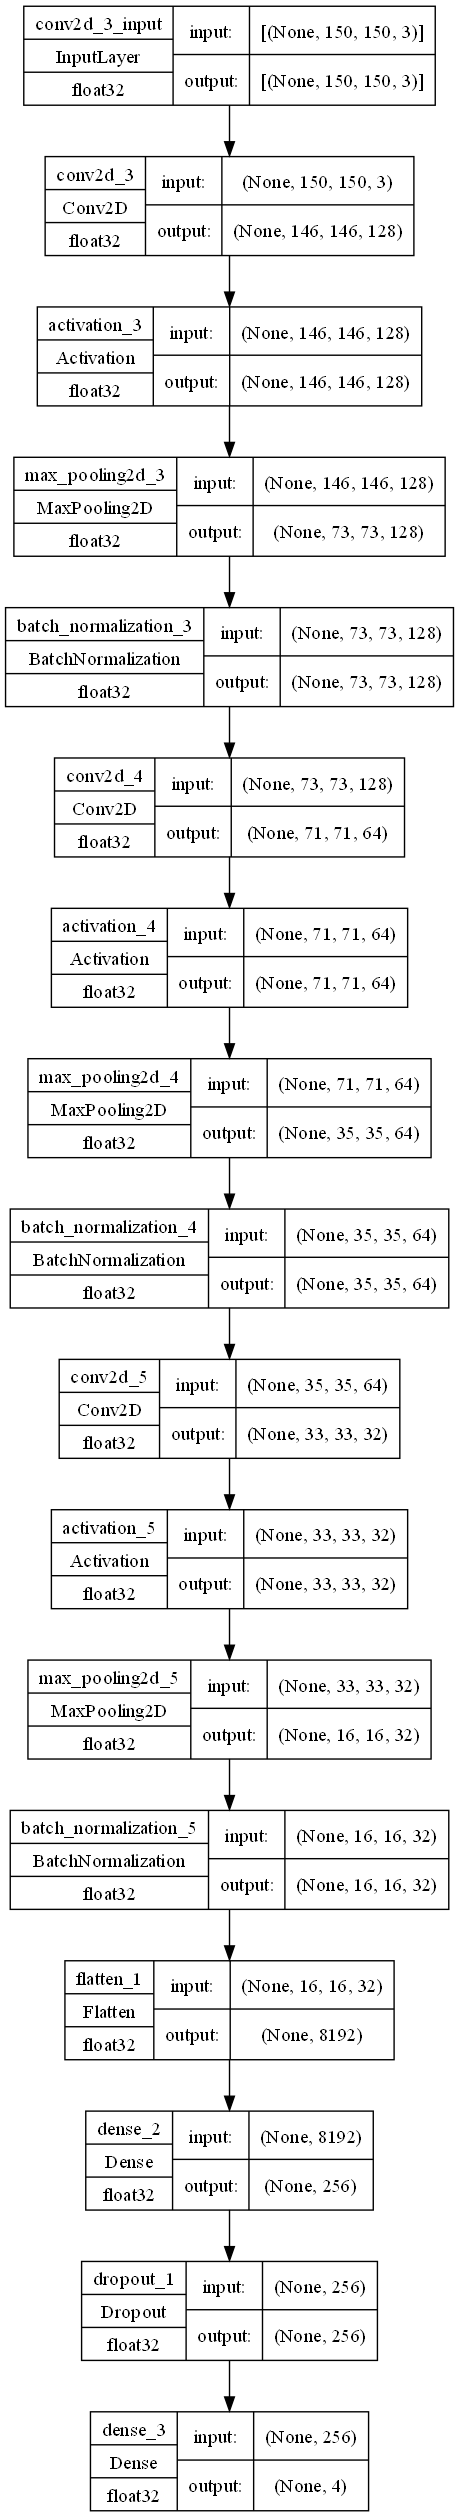 conv2d_3_input
InputLayer
float32
input:
[(None, 150, 150, 3)]
output:
[(None, 150, 150, 3)]
conv2d_3
Conv2D
float32
input:
(None, 150, 150, 3)
output:
(None, 146, 146, 128)
activation_3
Activation
float32
input:
(None, 146, 146, 128)
output:
(None, 146, 146, 128)
max_pooling2d_3
MaxPooling2D
float32
input:
(None, 146, 146, 128)
output:
(None, 73, 73, 128)
batch_normalization_3
BatchNormalization
float32
input:
(None, 73, 73, 128)
output:
(None, 73, 73, 128)
conv2d_4
Conv2D
float32
input:
(None, 73, 73, 128)
output:
(None, 71, 71, 64)
activation_4
Activation
float32
input:
(None, 71, 71, 64)
output:
(None, 71, 71, 64)
max_pooling2d_4
MaxPooling2D
float32
input:
(None, 71, 71, 64)
output:
(None, 35, 35, 64)
batch_normalization_4
BatchNormalization
float32
input:
(None, 35, 35, 64)
output:
(None, 35, 35, 64)
conv2d_5
Conv2D
float32
input:
(None, 35, 35, 64)
output:
(None, 33, 33, 32)
activation_5
Activation
float32
input:
(None, 33, 33, 32)
output:
(None, 33, 33, 32)
max_pooling2d_5
MaxPooling2D
float32
input:
(None, 33, 33, 32)
output:
(None, 16, 16, 32)
batch_normalization_5
BatchNormalization
float32
input:
(None, 16, 16, 32)
output:
(None, 16, 16, 32)
flatten_1
Flatten
float32
input:
(None, 16, 16, 32)
output:
(None, 8192)
dense_2
Dense
float32
input:
(None, 8192)
output:
(None, 256)
dropout_1
Dropout
float32
input:
(None, 256)
output:
(None, 256)
dense_3
Dense
float32
input:
(None, 256)
output:
(None, 4)